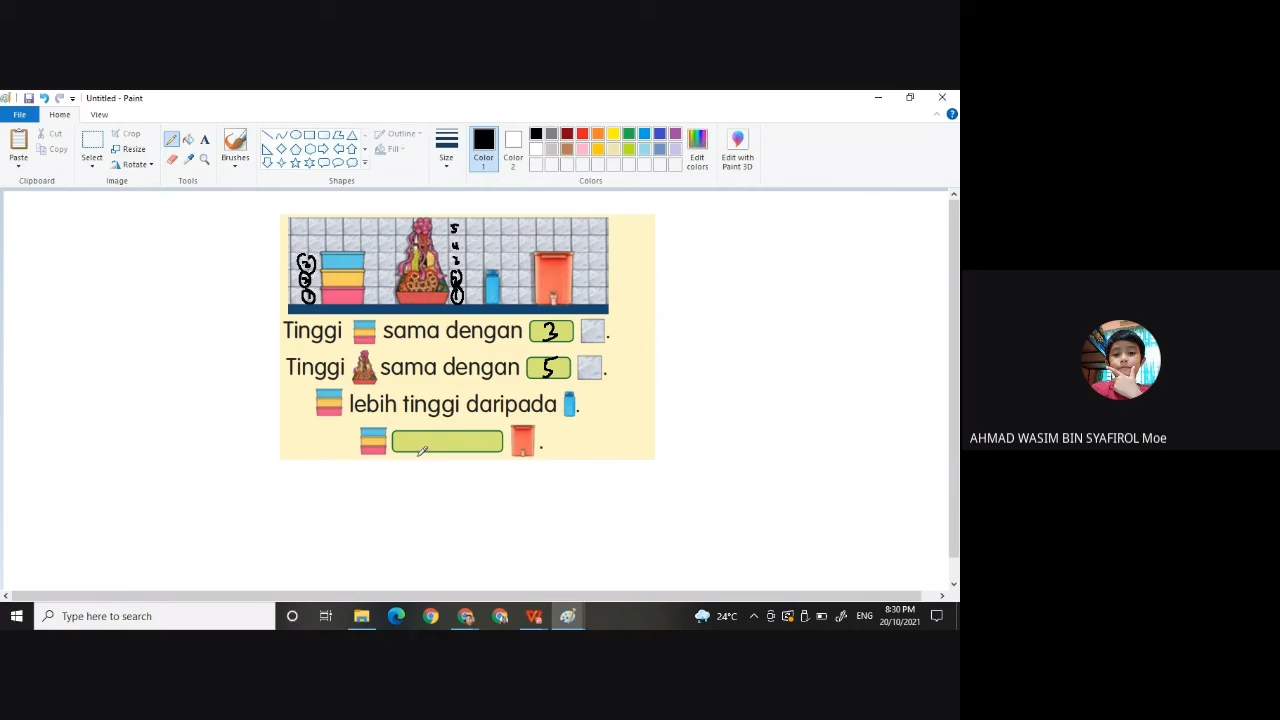 Untitled - Paint
File Home View
Paste
Cut
Copy
Clipboard
Select
Crop
Resize
Rotate
Image
Tools
Brushes
Shapes
Outline
Fill
Size
Color 1
Color 2
Colors
Edit colors
Edit with Paint 3D
5
4
3
Tinggi sama dengan 3 .
Tinggi sama dengan 5 .
lebih tinggi daripada .
.
AHMAD WASIM BIN SYAFIROL Moe
Type here to search
24°C
ENG
8:30 PM
20/10/2021